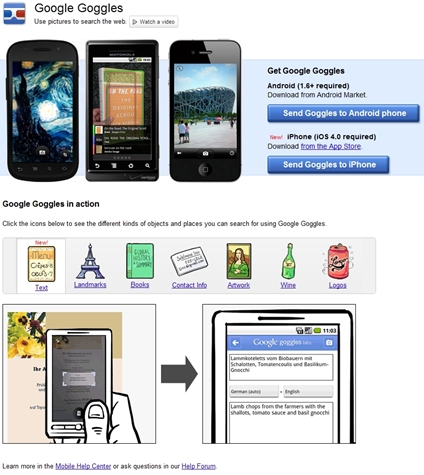 Google Goggles
Use pictures to search the web.
Watch a video
MOTOROLA
Get Google Goggles
Android (1.6+ required)
Download from Android Market.
Send Goggles to Android phone
New! iPhone (iOS 4.0 required)
Download from the App Store.
Send Goggles to iPhone
Google Goggles in action
Click the icons below to see the different kinds of objects and places you can search for using Google Goggles.
New!
Menu
Text
Landmarks
Books
Contact Info
Artwork
Wine
Logos
11:03
Google goggles labs
Lammkoteletts vom Biobauern mit
Schalotten, Tomatencoulis und Basilikum-
Gnocchi
German (auto)
English
Lamb chops from the farmers with the
shallots, tomato sauce and basil gnocchi
Learn more in the Mobile Help Center or ask questions in our Help Forum.